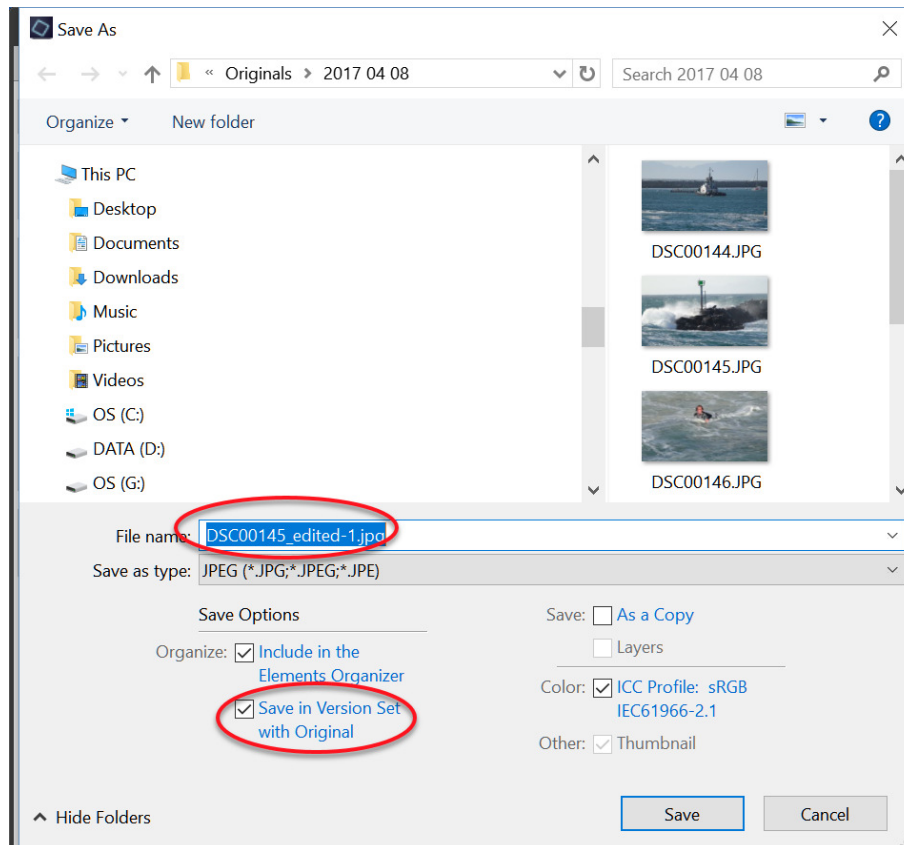 Save As
« Originals > 2017 04 08
Search 2017 04 08
Organize
New folder
This PC
Desktop
Documents
Downloads
Music
Pictures
Videos
OS (C:)
DATA (D:)
OS (G:)
DSC00144.JPG
DSC00145.JPG
DSC00146.JPG
File name: DSC00145_edited-1.jpg
Save as type: JPEG (*.JPG;*.JPEG;*.JPE)
Save Options
Organize: Include in the
Elements Organizer
Save in Version Set
with Original
Save: As a Copy
Layers
Color: ICC Profile: sRGB
IEC61966-2.1
Other: Thumbnail
Hide Folders
Save
Cancel